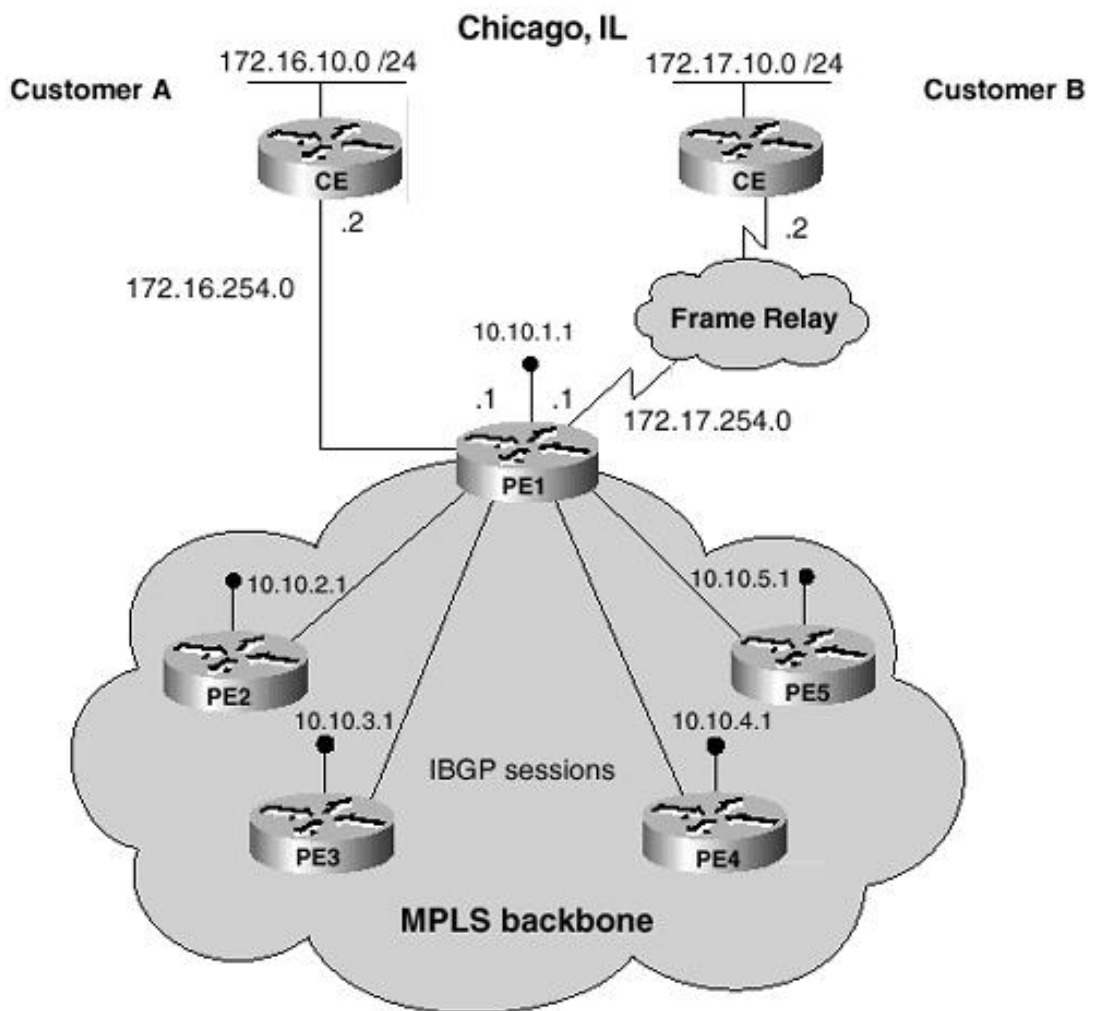 Chicago, IL
172.16.10.0 /24
172.17.10.0 /24
Customer A
Customer B
CE
CE
.2
.2
172.16.254.0
Frame Relay
10.10.1.1
.1
.1
172.17.254.0
PE1
10.10.2.1
10.10.5.1
PE2
PE5
10.10.3.1
10.10.4.1
IBGP sessions
PE3
PE4
MPLS backbone